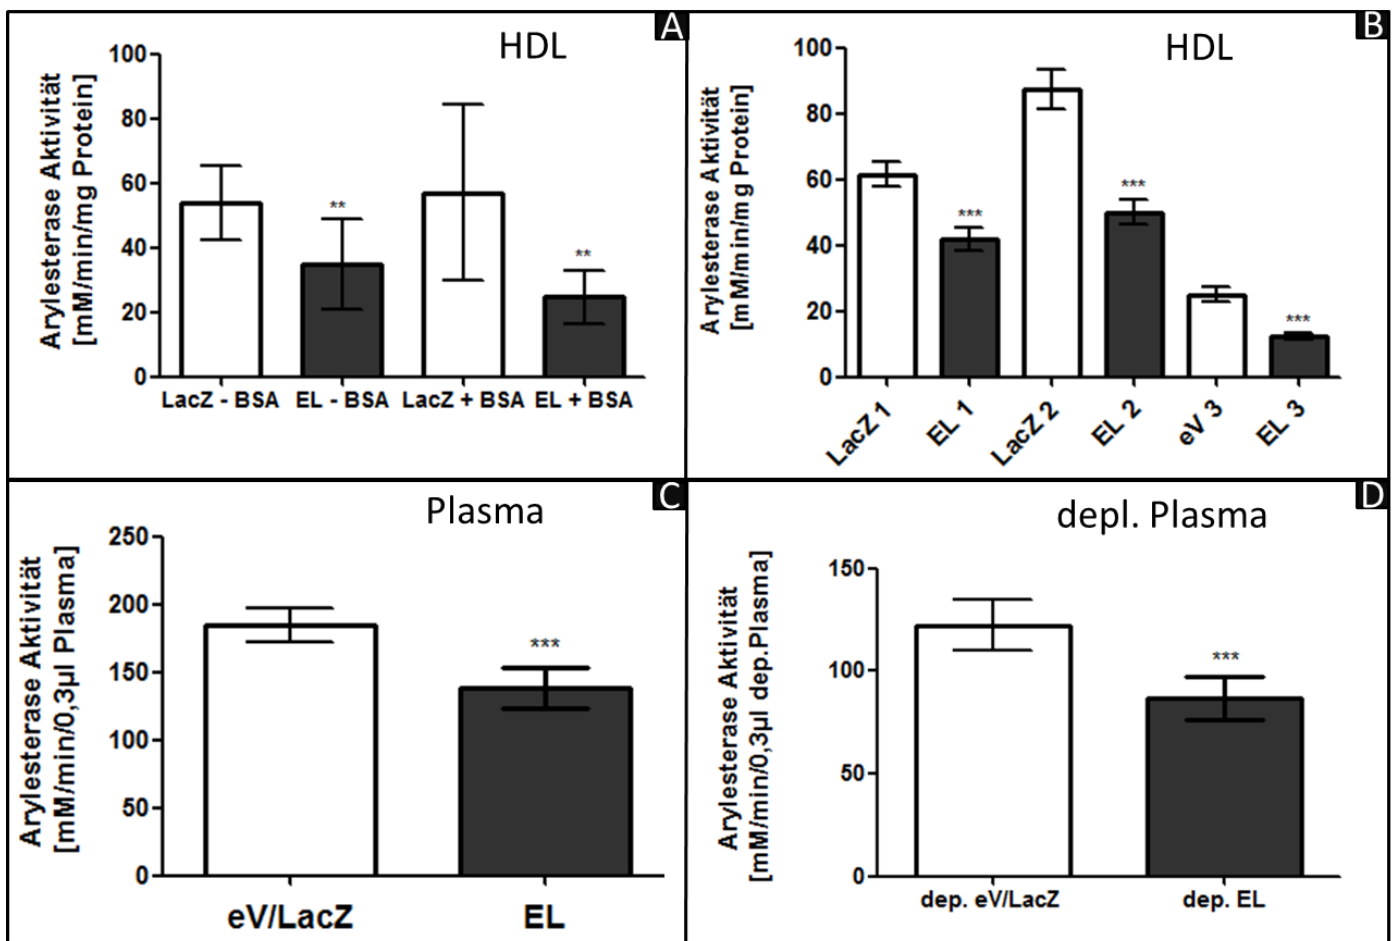 A
HDL
Arylesterase Aktivität
[mM/min/mg Protein]
100
80
60
40
20
0
**
**
LacZ - BSA EL - BSA LacZ + BSA EL + BSA
B
HDL
Arylesterase Aktivität
[mM/min/mg Protein]
100
80
60
40
20
0
***
***
***
LacZ 1 EL 1 LacZ 2 EL 2 eV 3 EL 3
C
Plasma
Arylesterase Aktivität
[mM/min/0,3µl Plasma]
250
200
150
100
50
0
***
eV/LacZ EL
D
depl. Plasma
Arylesterase Aktivität
[mM/min/0,3µl dep.Plasma]
150
100
50
0
***
dep. eV/LacZ dep. EL